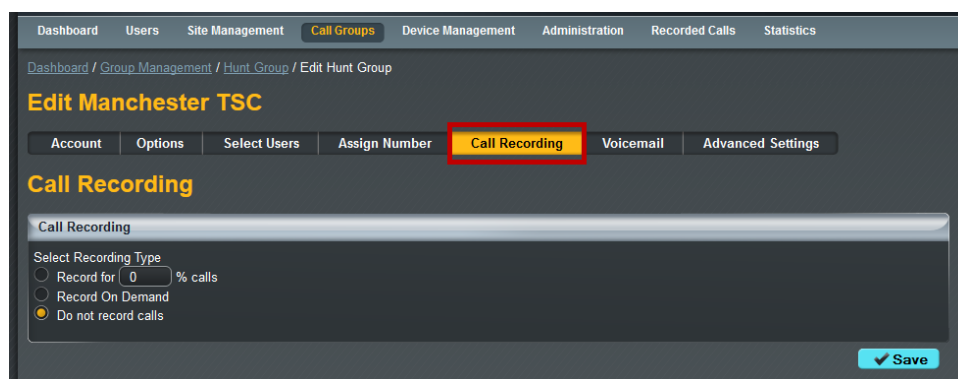 Dashboard Users Site Management Call Groups Device Management Administration Recorded Calls Statistics
Dashboard / Group Management / Hunt Group / Edit Hunt Group
Edit Manchester TSC
Account Options Select Users Assign Number Call Recording Voicemail Advanced Settings
Call Recording
Call Recording
Select Recording Type
Record for 0 % calls
Record On Demand
Do not record calls
Save